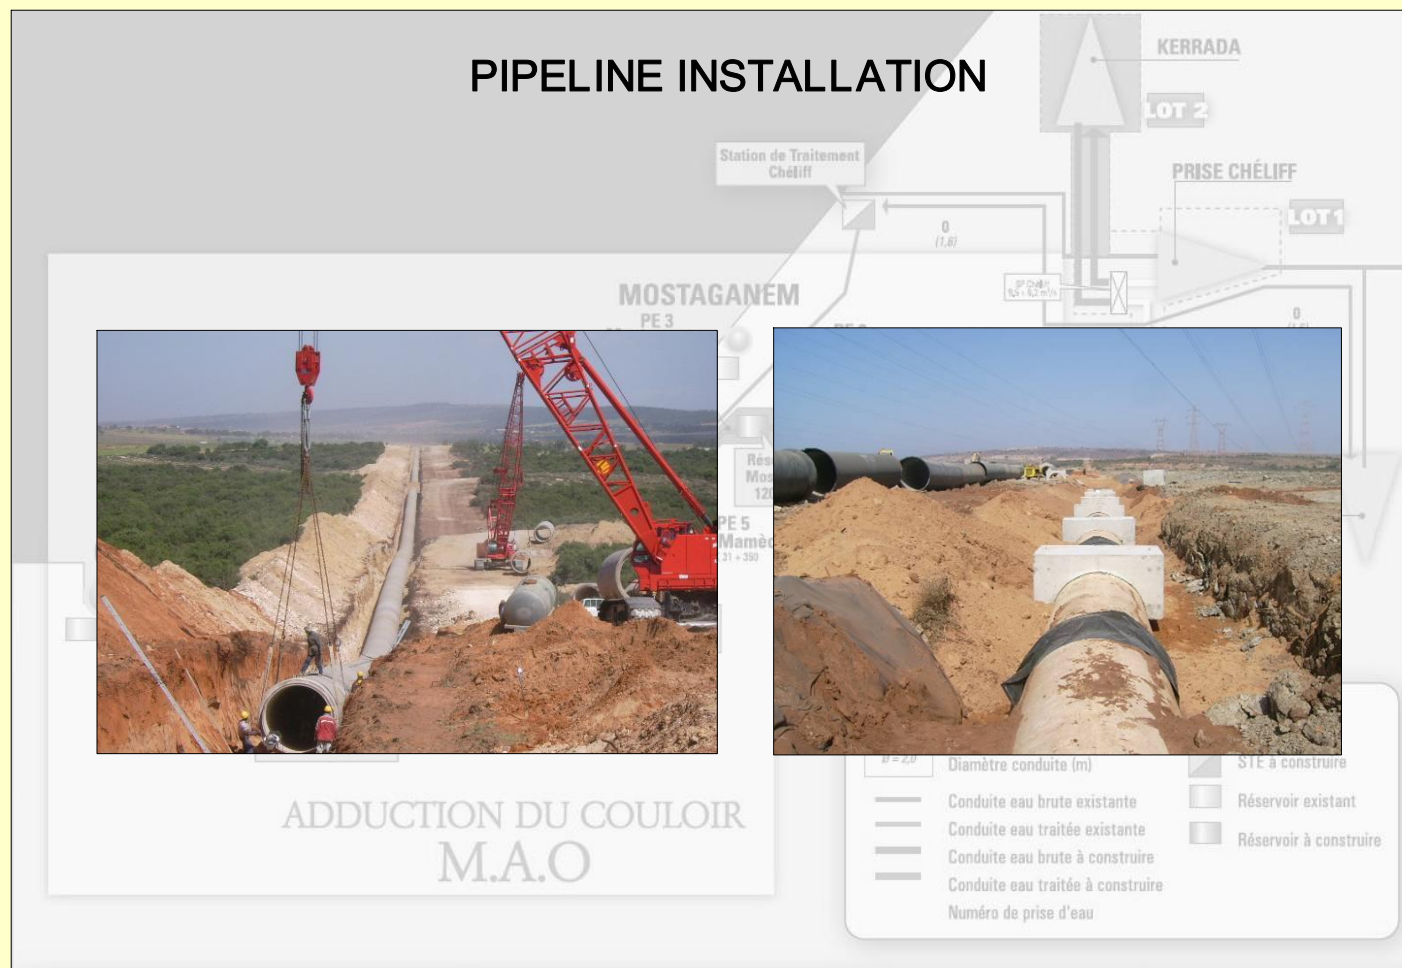 PIPELINE INSTALLATION
KERRADA
LOT 2
Station de Traitement
Chéliff
PRISE CHÉLIFF
LOT 1
0
(1,6)
MOSTAGANEM
PE 3
0
PE 5
31 + 350
Diamètre conduite (m)
STE à construire
Conduite eau brute existante
Réservoir existant
Conduite eau traitée existante
Réservoir à construire
Conduite eau brute à construire
Conduite eau traitée à construire
Numéro de prise d'eau
ADDUCTION DU COULOIR
M.A.O